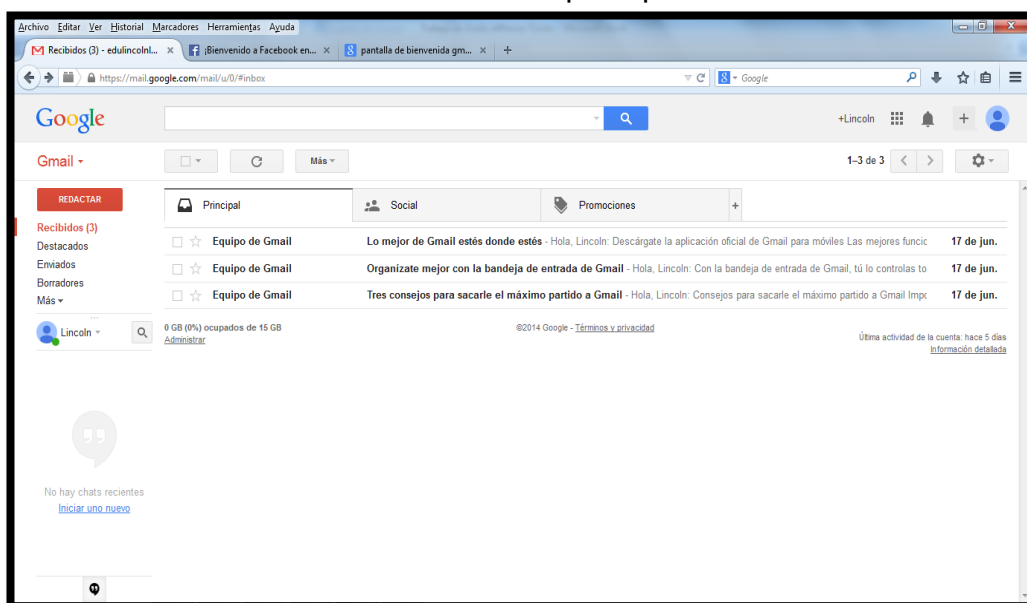 Archivo Editar Ver Historial Marcadores Herramientas Ayuda
Recibidos (3) - edulincolnl... × ¡Bienvenido a Facebook en... × pantalla de bienvenida gm... × +
https://mail.google.com/mail/u/0/#inbox Google
Google +Lincoln
Gmail Más 1–3 de 3
REDACTAR
Principal Social Promociones +
Recibidos (3)
Destacados
Enviados
Borradores
Más
Equipo de Gmail Lo mejor de Gmail estés donde estés - Hola, Lincoln: Descárgate la aplicación oficial de Gmail para móviles Las mejores funcic 17 de jun.
Equipo de Gmail Organízate mejor con la bandeja de entrada de Gmail - Hola, Lincoln: Con la bandeja de entrada de Gmail, tú lo controlas to 17 de jun.
Equipo de Gmail Tres consejos para sacarle el máximo partido a Gmail - Hola, Lincoln: Consejos para sacarle el máximo partido a Gmail Impc 17 de jun.
Lincoln
0 GB (0%) ocupados de 15 GB
Administrar
©2014 Google - Términos y privacidad
Última actividad de la cuenta: hace 5 días
Información detallada
No hay chats recientes
Iniciar uno nuevo